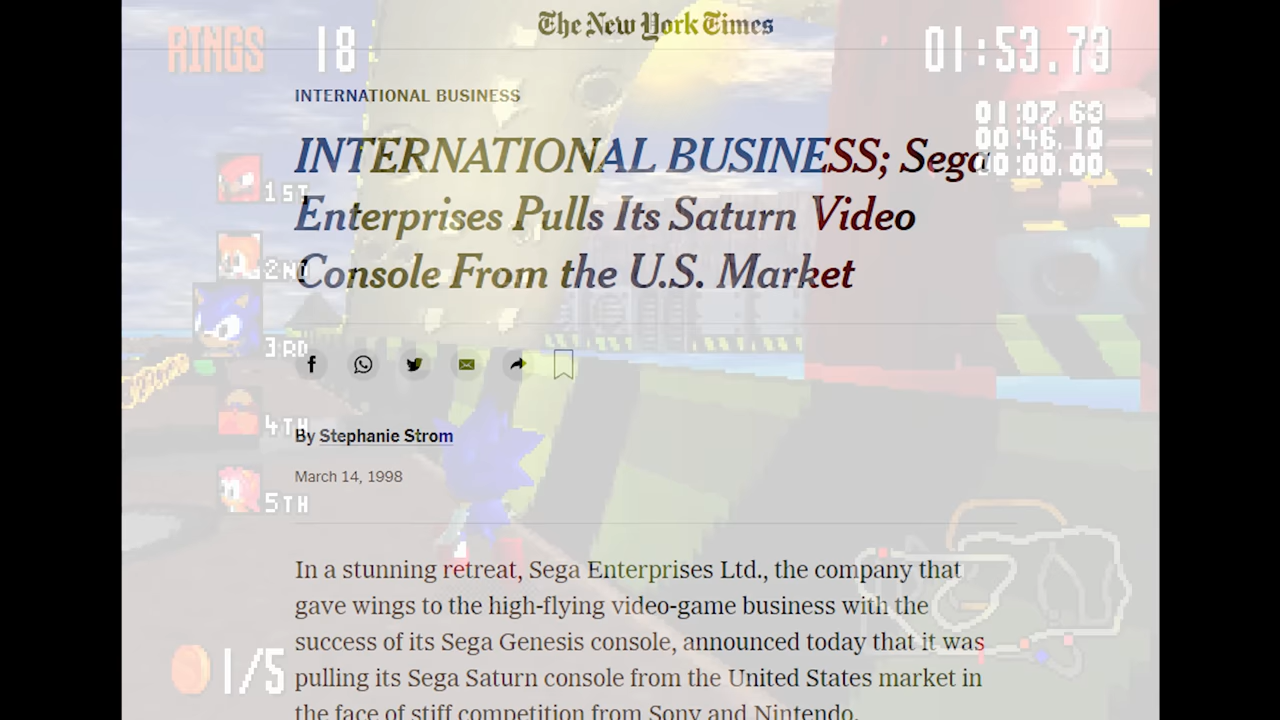 The New York Times
RINGS 18
01:53.73
INTERNATIONAL BUSINESS
01:07.63
00:46.10
00:00.00
INTERNATIONAL BUSINESS; Sega
Enterprises Pulls Its Saturn Video
Console From the U.S. Market
1ST
2ND
3RD
4TH
5TH
By Stephanie Strom
March 14, 1998
In a stunning retreat, Sega Enterprises Ltd., the company that
gave wings to the high-flying video-game business with the
success of its Sega Genesis console, announced today that it was
pulling its Sega Saturn console from the United States market in
the face of stiff competition from Sony and Nintendo.
1/5